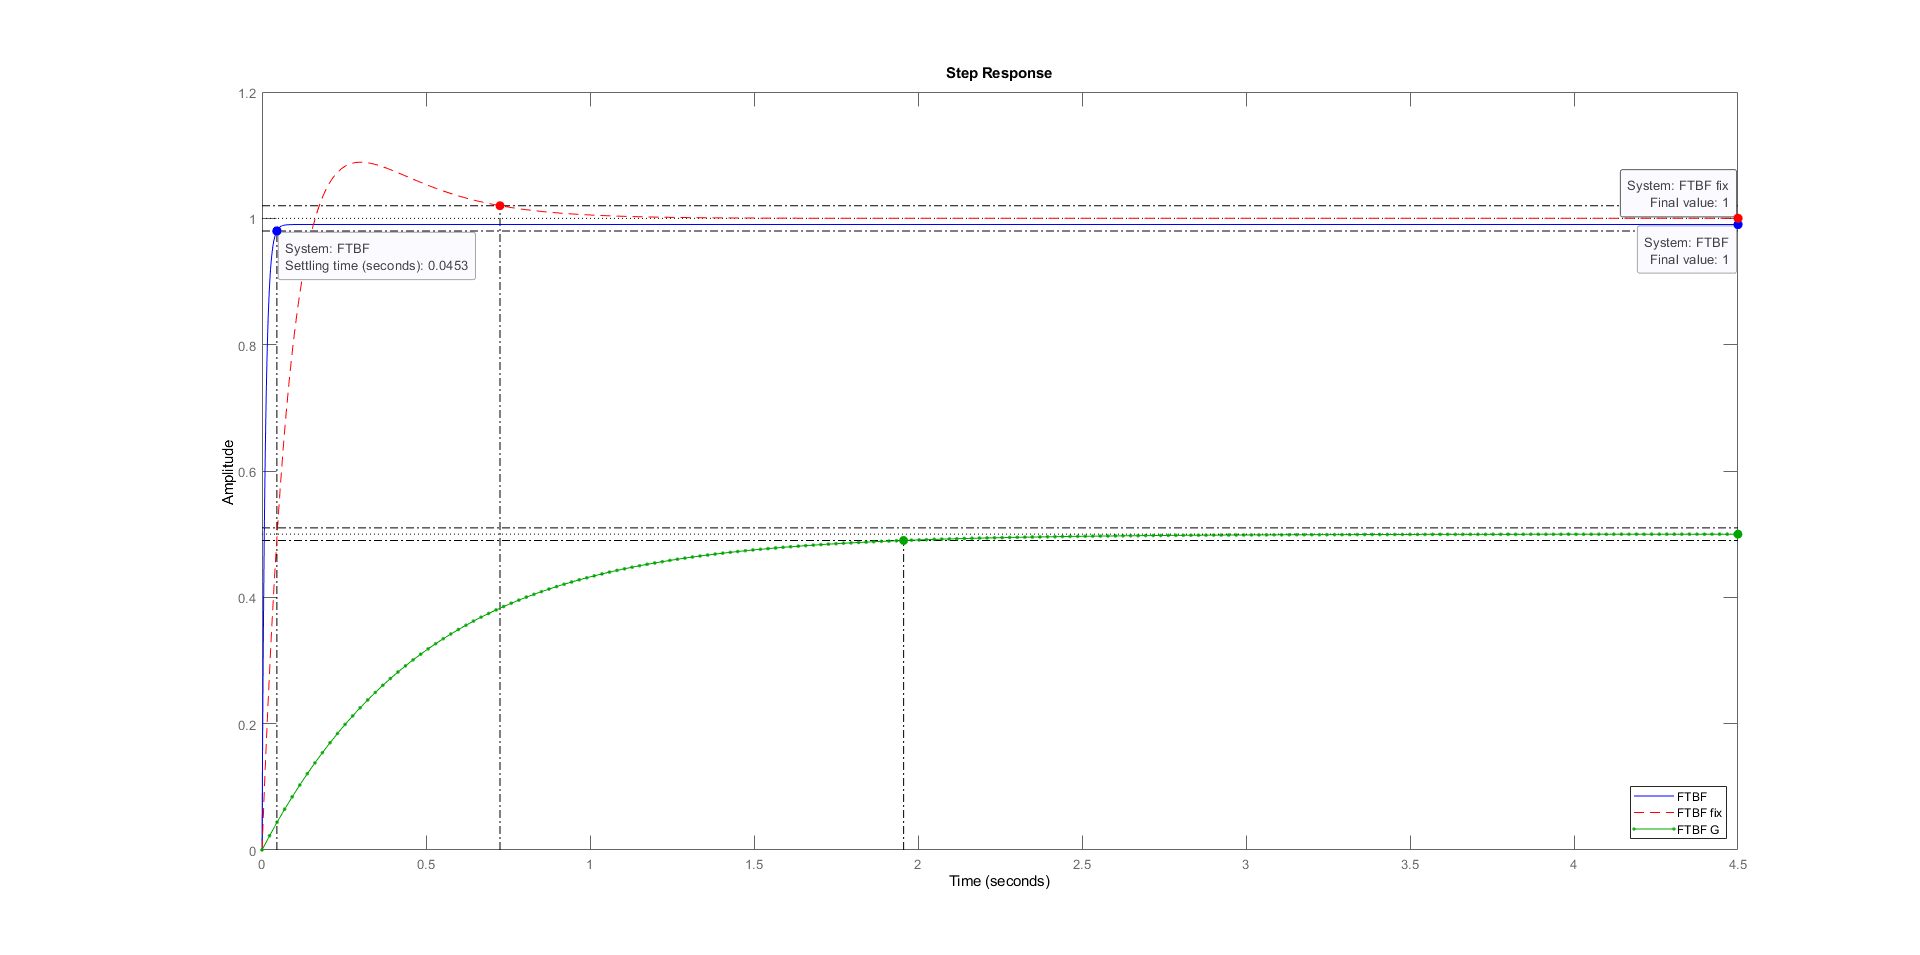 Step Response
1.2
1
0.8
0.6
0.4
0.2
0
Amplitude
System: FTBF fix
Final value: 1
System: FTBF
Final value: 1
System: FTBF
Settling time (seconds): 0.0453
FTBF
FTBF fix
FTBF G
0 0.5 1 1.5 2 2.5 3 3.5 4 4.5
Time (seconds)